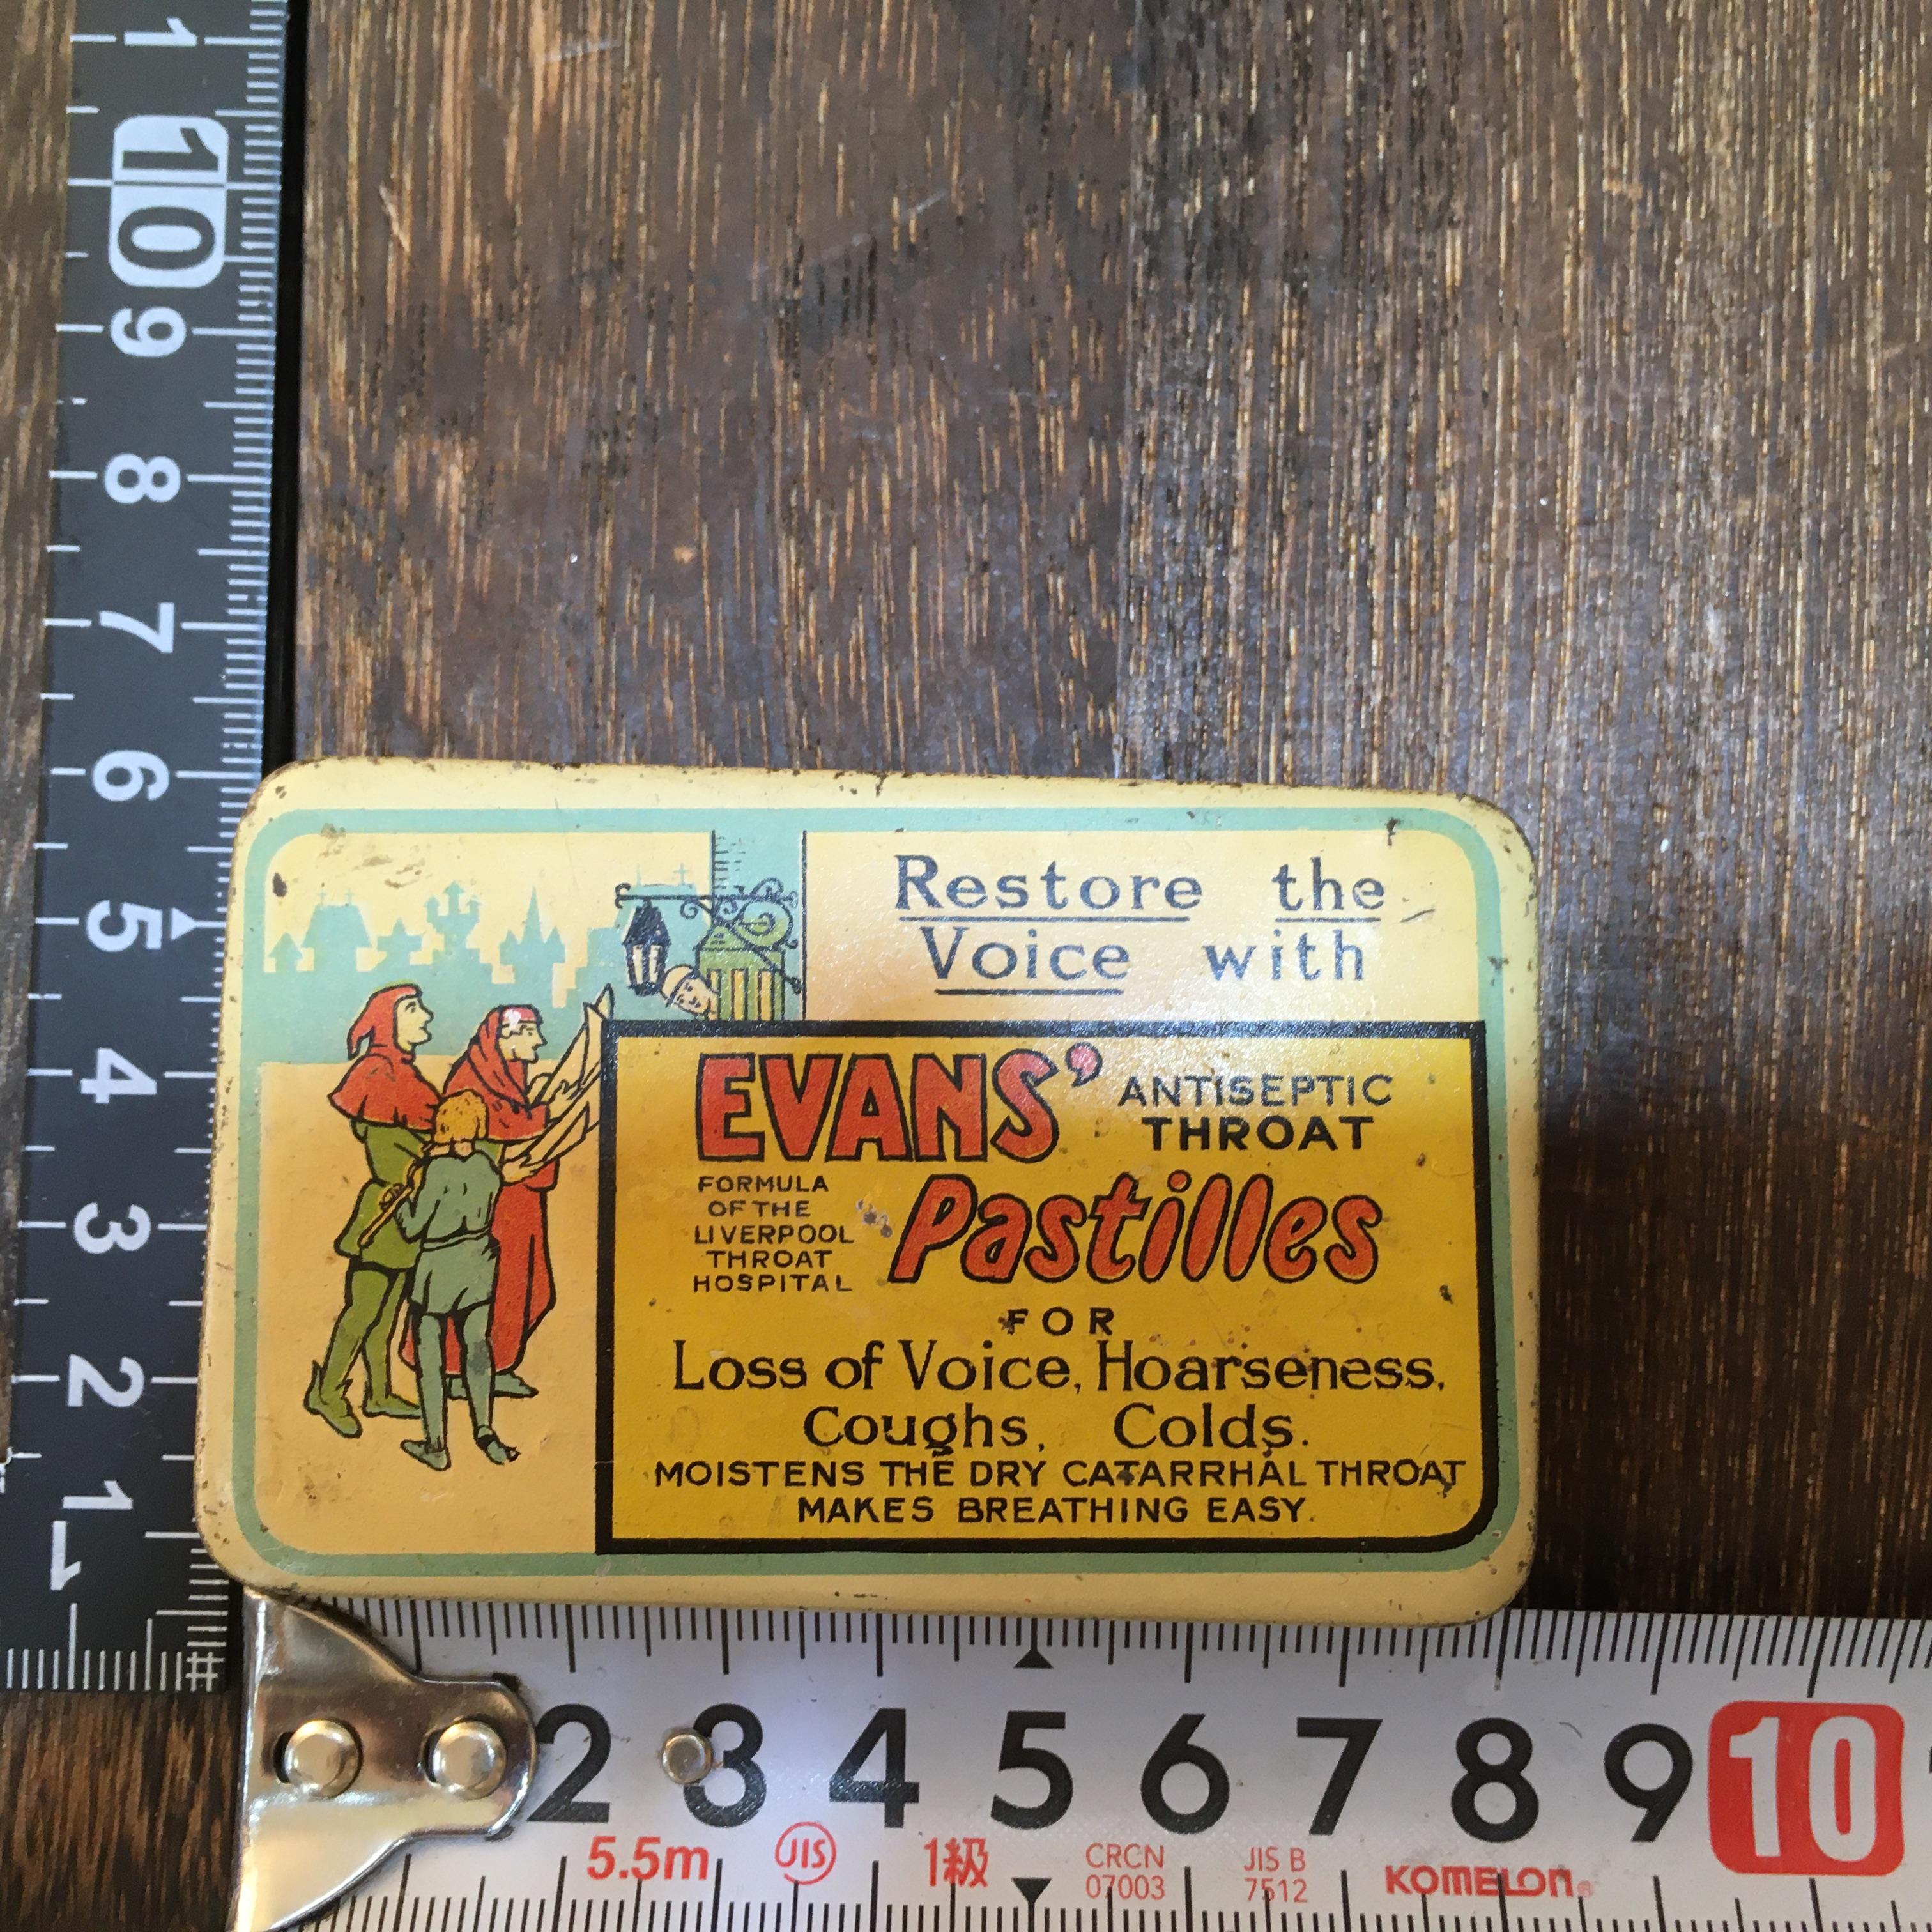 1
10
9
8
7
6
5
4
3
2
1
Restore the
Voice with
EVANS' ANTISEPTIC
THROAT
FORMULA
OF THE
LIVERPOOL
THROAT
HOSPITAL
Pastilles
FOR
Loss of Voice, Hoarseness,
Coughs, Colds.
MOISTENS THE DRY CATARRHAL THROAT
MAKES BREATHING EASY.
2 3 4 5 6 7 8 9 10
5.5m JIS 1級 CRCN
07003 JIS B
7512 KOMELON®